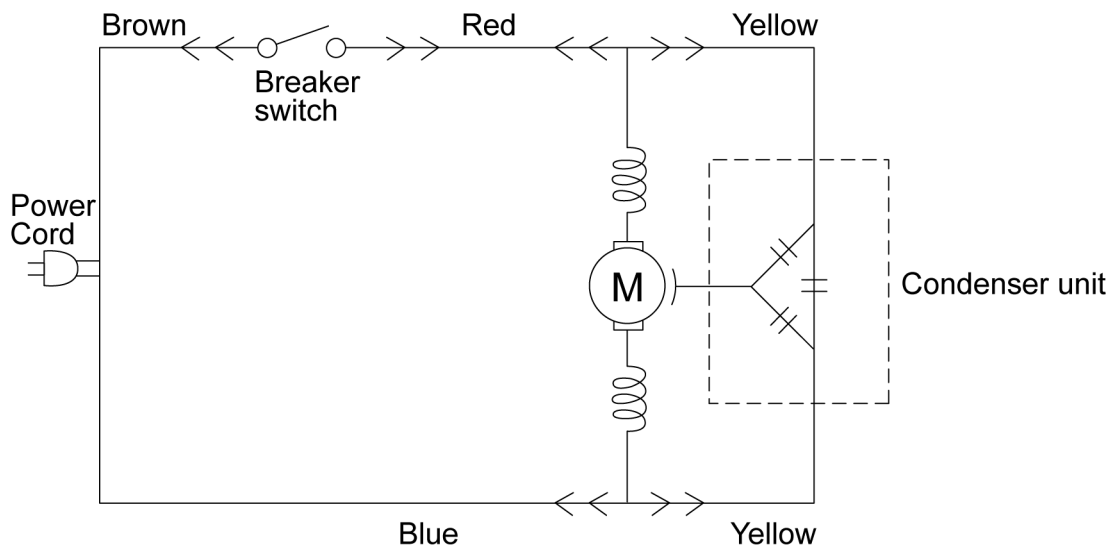 Brown
Red
Yellow
Breaker
switch
Power
Cord
M
Condenser unit
Blue
Yellow